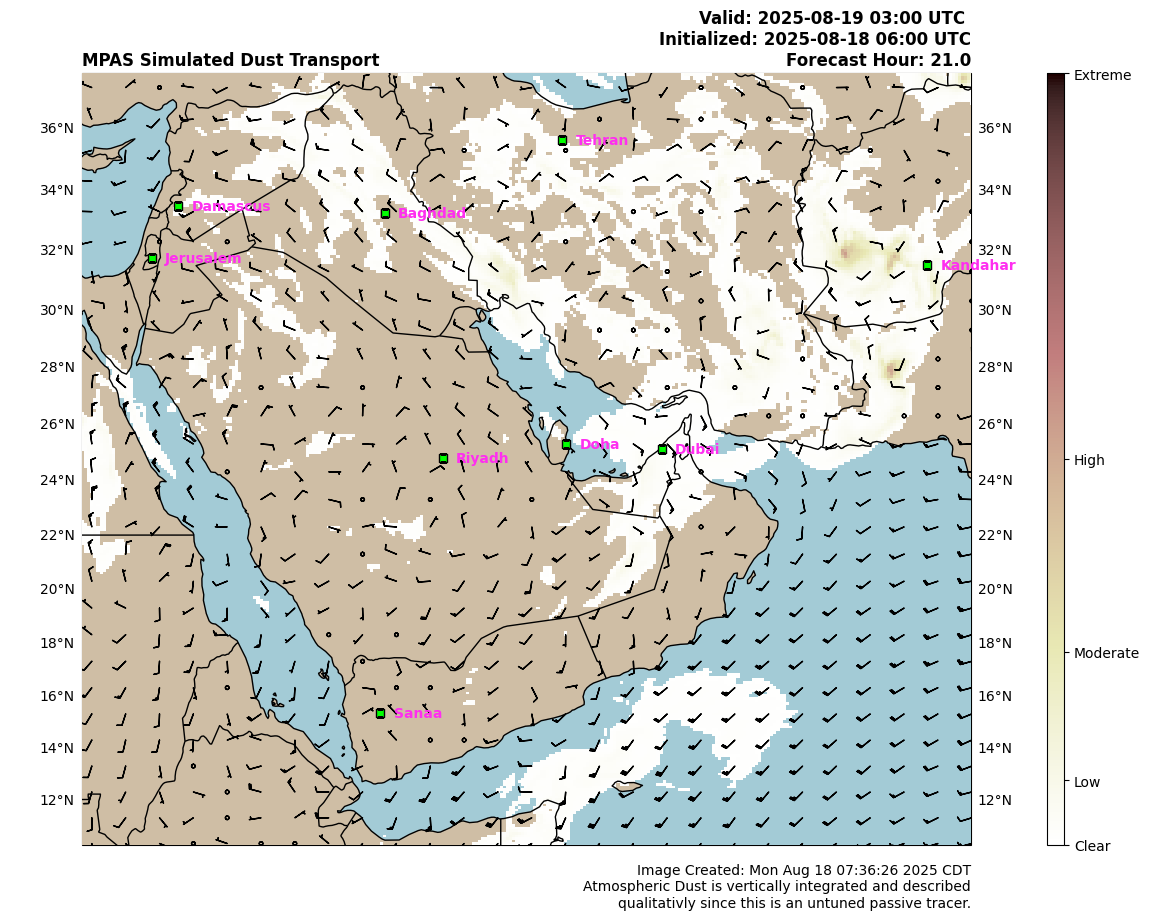 Valid: 2025-08-19 03:00 UTC
Initialized: 2025-08-18 06:00 UTC
MPAS Simulated Dust Transport
Forecast Hour: 21.0
Extreme
36°N
36°N
Tehran
34°N
34°N
Damascus
Baghdad
32°N
32°N
Jerusalem
Kandahar
30°N
30°N
28°N
28°N
26°N
26°N
Doha
Dubai
Riyadh
High
24°N
24°N
22°N
22°N
20°N
20°N
18°N
18°N
Moderate
16°N
16°N
Sanaa
14°N
14°N
Low
12°N
12°N
Clear
Image Created: Mon Aug 18 07:36:26 2025 CDT
Atmospheric Dust is vertically integrated and described
qualitativly since this is an untuned passive tracer.